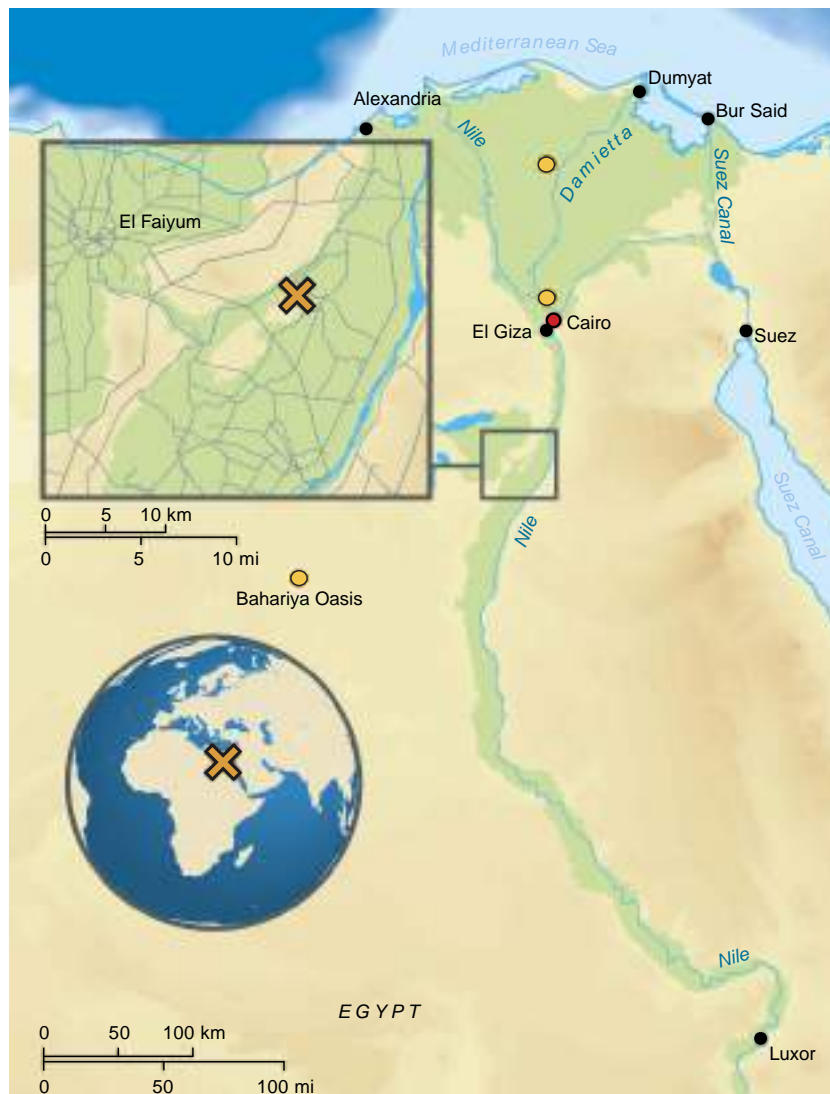 Mediterranean Sea
Dumyat
Alexandria
Bur Said
Nile
Damietta
Suez Canal
El Faiyum
El Giza
Cairo
Suez
Suez Canal
0 5 10 km
0 5 10 mi
Nile
Bahariya Oasis
Nile
EGYPT
0 50 100 km
0 50 100 mi
Luxor